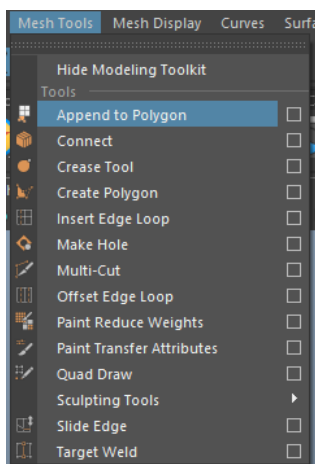 Mesh Tools Mesh Display Curves Surfa
Hide Modeling Toolkit
Tools
Append to Polygon
Connect
Crease Tool
Create Polygon
Insert Edge Loop
Make Hole
Multi-Cut
Offset Edge Loop
Paint Reduce Weights
Paint Transfer Attributes
Quad Draw
Sculpting Tools
Slide Edge
Target Weld